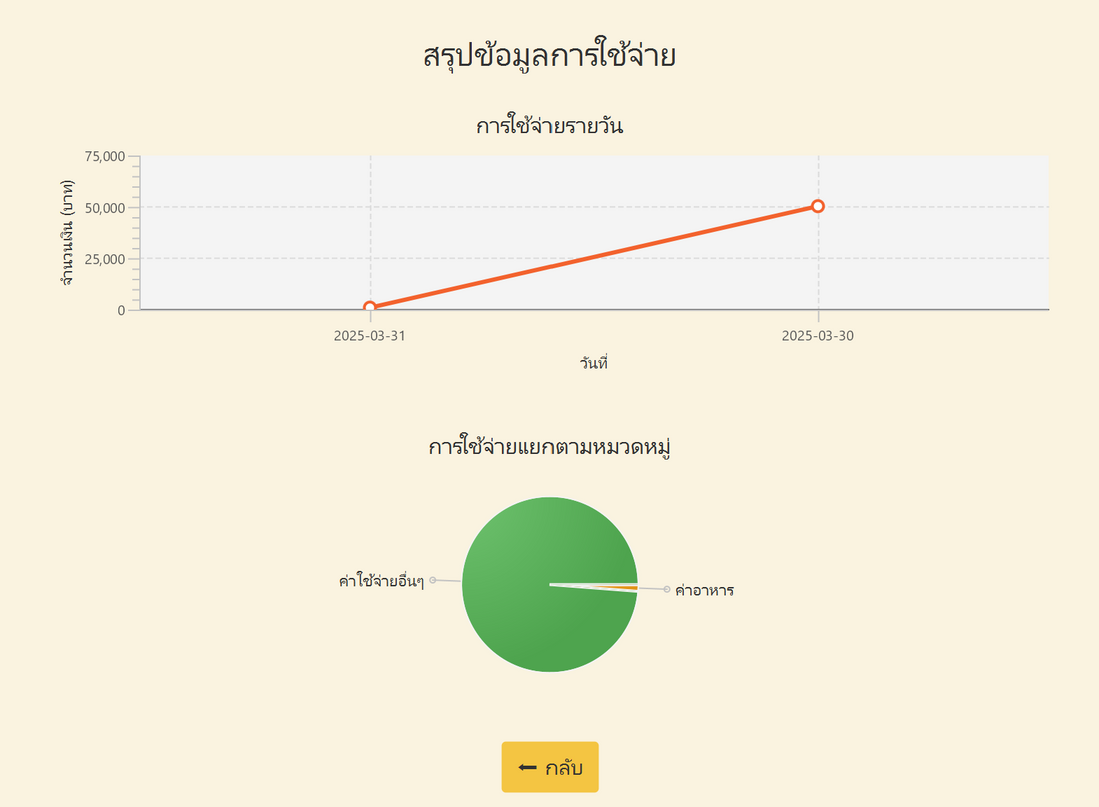 สรุปข้อมูลการใช้จ่าย
การใช้จ่ายรายวัน
75,000
50,000
25,000
0
จำนวนเงิน (บาท)
2025-03-31 2025-03-30
วันที่
การใช้จ่ายแยกตามหมวดหมู่
ค่าใช้จ่ายอื่นๆ ค่าอาหาร
กลับ